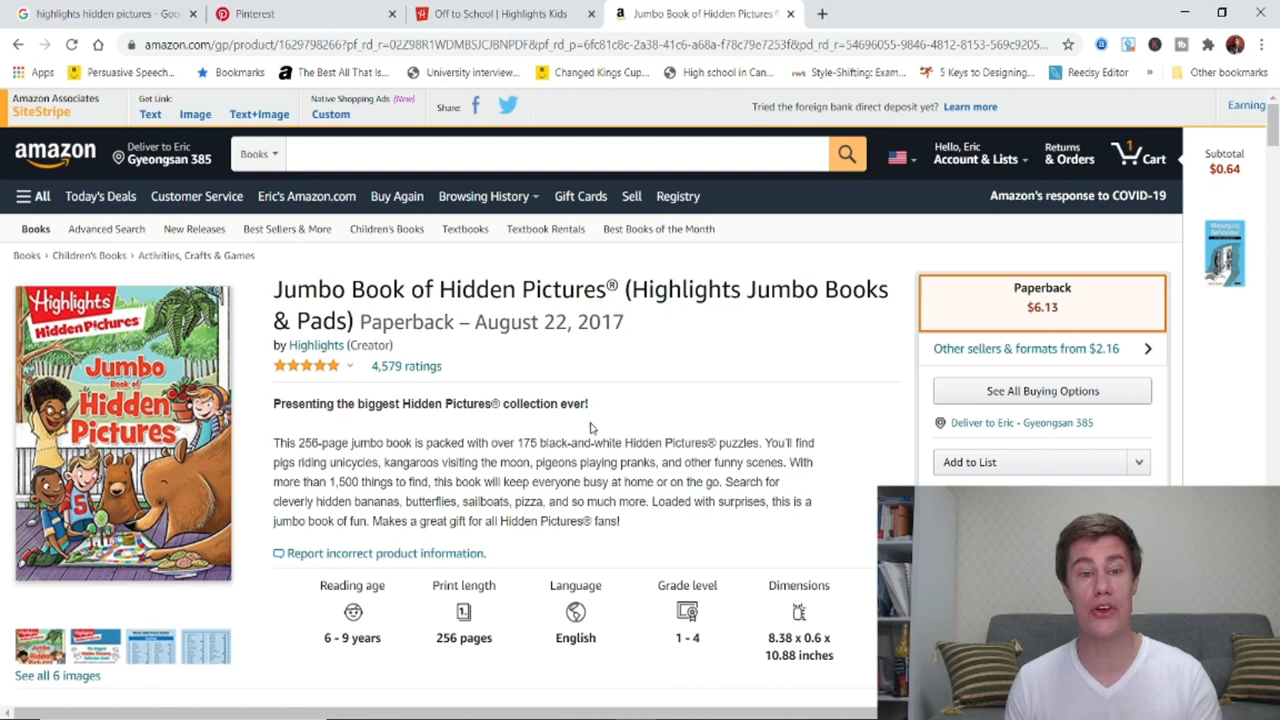 highlights hidden pictures - Goo
Pinterest
Off to School | Highlights Kids
Jumbo Book of Hidden Pictures®
amazon.com/gp/product/1629798266?pf_rd_r=02Z98R1WDMBSJCJBNPDF&pf_rd_p=6fc81c8c-2a38-41c6-a68a-f78c79e7253f&pd_rd_r=54696055-9846-4812-8153-569c9205...
Apps
Persuasive Speech...
Bookmarks
The Best All That Is...
University interview...
Changed Kings Cup...
High school in Can...
Style-Shifting: Exam...
5 Keys to Designing...
Reedsy Editor
»
Other bookmarks
Amazon Associates
SiteStripe
Get Link:
Text Image Text+Image
Native Shopping Ads (New)
Custom
Share:
Tried the foreign bank direct deposit yet? Learn more
Earning
amazon
Deliver to Eric
Gyeongsan 385
Books
Hello, Eric
Account & Lists
Returns
& Orders
1
Cart
Subtotal
$0.64
All Today's Deals Customer Service Eric's Amazon.com Buy Again Browsing History Gift Cards Sell Registry
Amazon's response to COVID-19
Books Advanced Search New Releases Best Sellers & More Children's Books Textbooks Textbook Rentals Best Books of the Month
Books › Children's Books › Activities, Crafts & Games
Highlights
Hidden Pictures
Jumbo
Book of
Hidden
Pictures
See all 6 images
Jumbo Book of Hidden Pictures® (Highlights Jumbo Books
& Pads) Paperback – August 22, 2017
by Highlights (Creator)
4,579 ratings
Presenting the biggest Hidden Pictures® collection ever!
This 256-page jumbo book is packed with over 175 black-and-white Hidden Pictures® puzzles. You'll find
pigs riding unicycles, kangaroos visiting the moon, pigeons playing pranks, and other funny scenes. With
more than 1,500 things to find, this book will keep everyone busy at home or on the go. Search for
cleverly hidden bananas, butterflies, sailboats, pizza, and so much more. Loaded with surprises, this is a
jumbo book of fun. Makes a great gift for all Hidden Pictures® fans!
Report incorrect product information.
Reading age
6 - 9 years
Print length
256 pages
Language
English
Grade level
1 - 4
Dimensions
8.38 x 0.6 x
10.88 inches
Paperback
$6.13
Other sellers & formats from $2.16
See All Buying Options
Deliver to Eric - Gyeongsan 385
Add to List